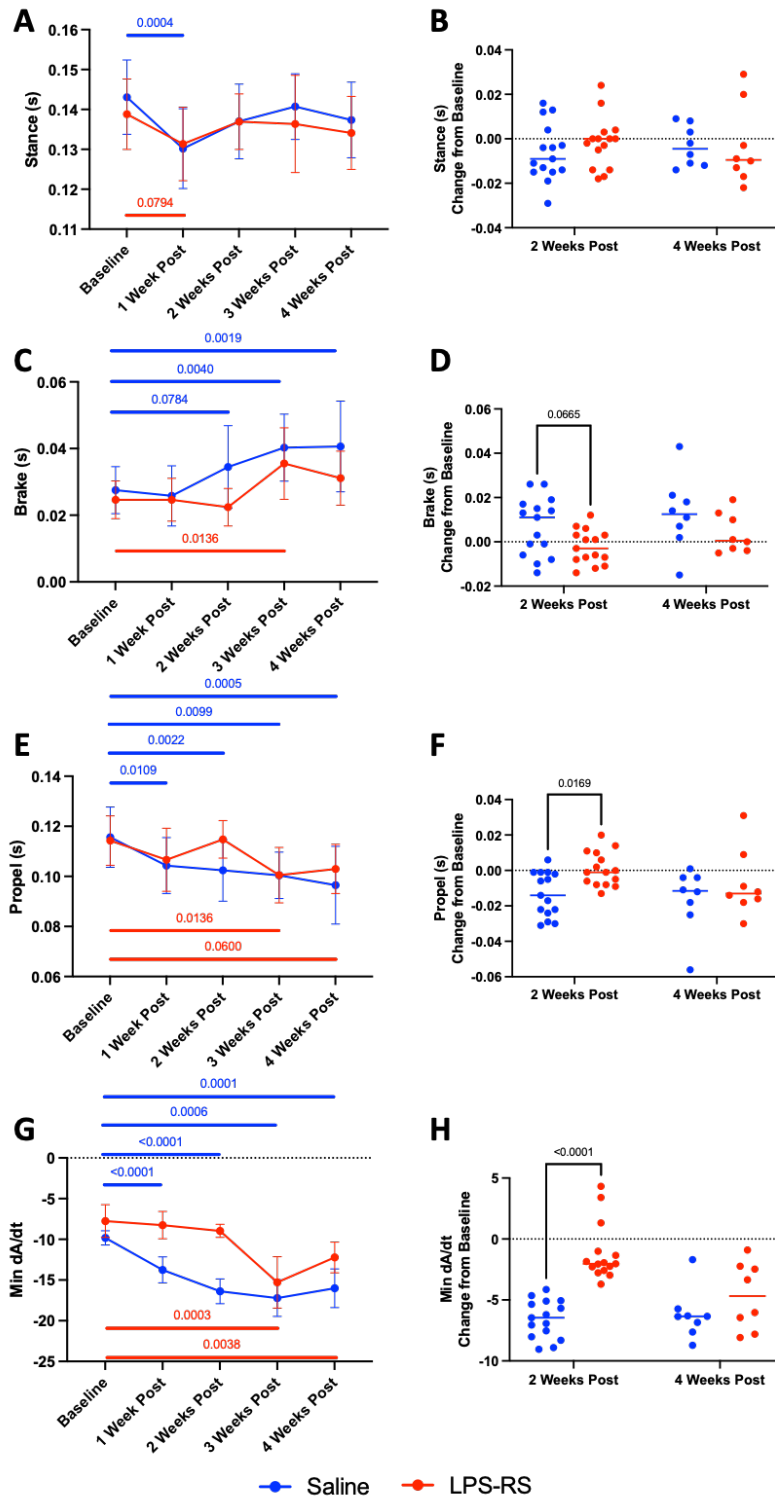 A
0.0004
0.16
0.16
0.14
0.13
0.12
0.11
Stance (s)
0.0794
Baseline
1 Week Post
2 Weeks Post
3 Weeks Post
4 Weeks Post
B
0.04
0.02
0.00
-0.02
-0.04
Stance (s)
Change from Baseline
2 Weeks Post
4 Weeks Post
C
0.0019
0.0040
0.0784
0.06
0.04
0.02
0.00
Brake (s)
0.0136
Baseline
1 Week Post
2 Weeks Post
3 Weeks Post
4 Weeks Post
D
0.06
0.04
0.02
0.00
-0.02
Brake (s)
Change from Baseline
0.0665
2 Weeks Post
4 Weeks Post
E
0.0005
0.0099
0.0022
0.0109
0.14
0.12
0.10
0.08
0.06
Propel (s)
0.0136
0.0600
Baseline
1 Week Post
2 Weeks Post
3 Weeks Post
4 Weeks Post
F
0.04
0.02
0.00
-0.02
-0.04
-0.06
Propel (s)
Change from Baseline
0.0169
2 Weeks Post
4 Weeks Post
G
0.0001
0.0006
<0.0001
<0.0001
0
-5
-10
-15
-20
-25
Min dA/dt
0.0003
0.0038
Baseline
1 Week Post
2 Weeks Post
3 Weeks Post
4 Weeks Post
H
<0.0001
5
0
-5
-10
Min dA/dt
Change from Baseline
2 Weeks Post
4 Weeks Post
Saline
LPS-RS